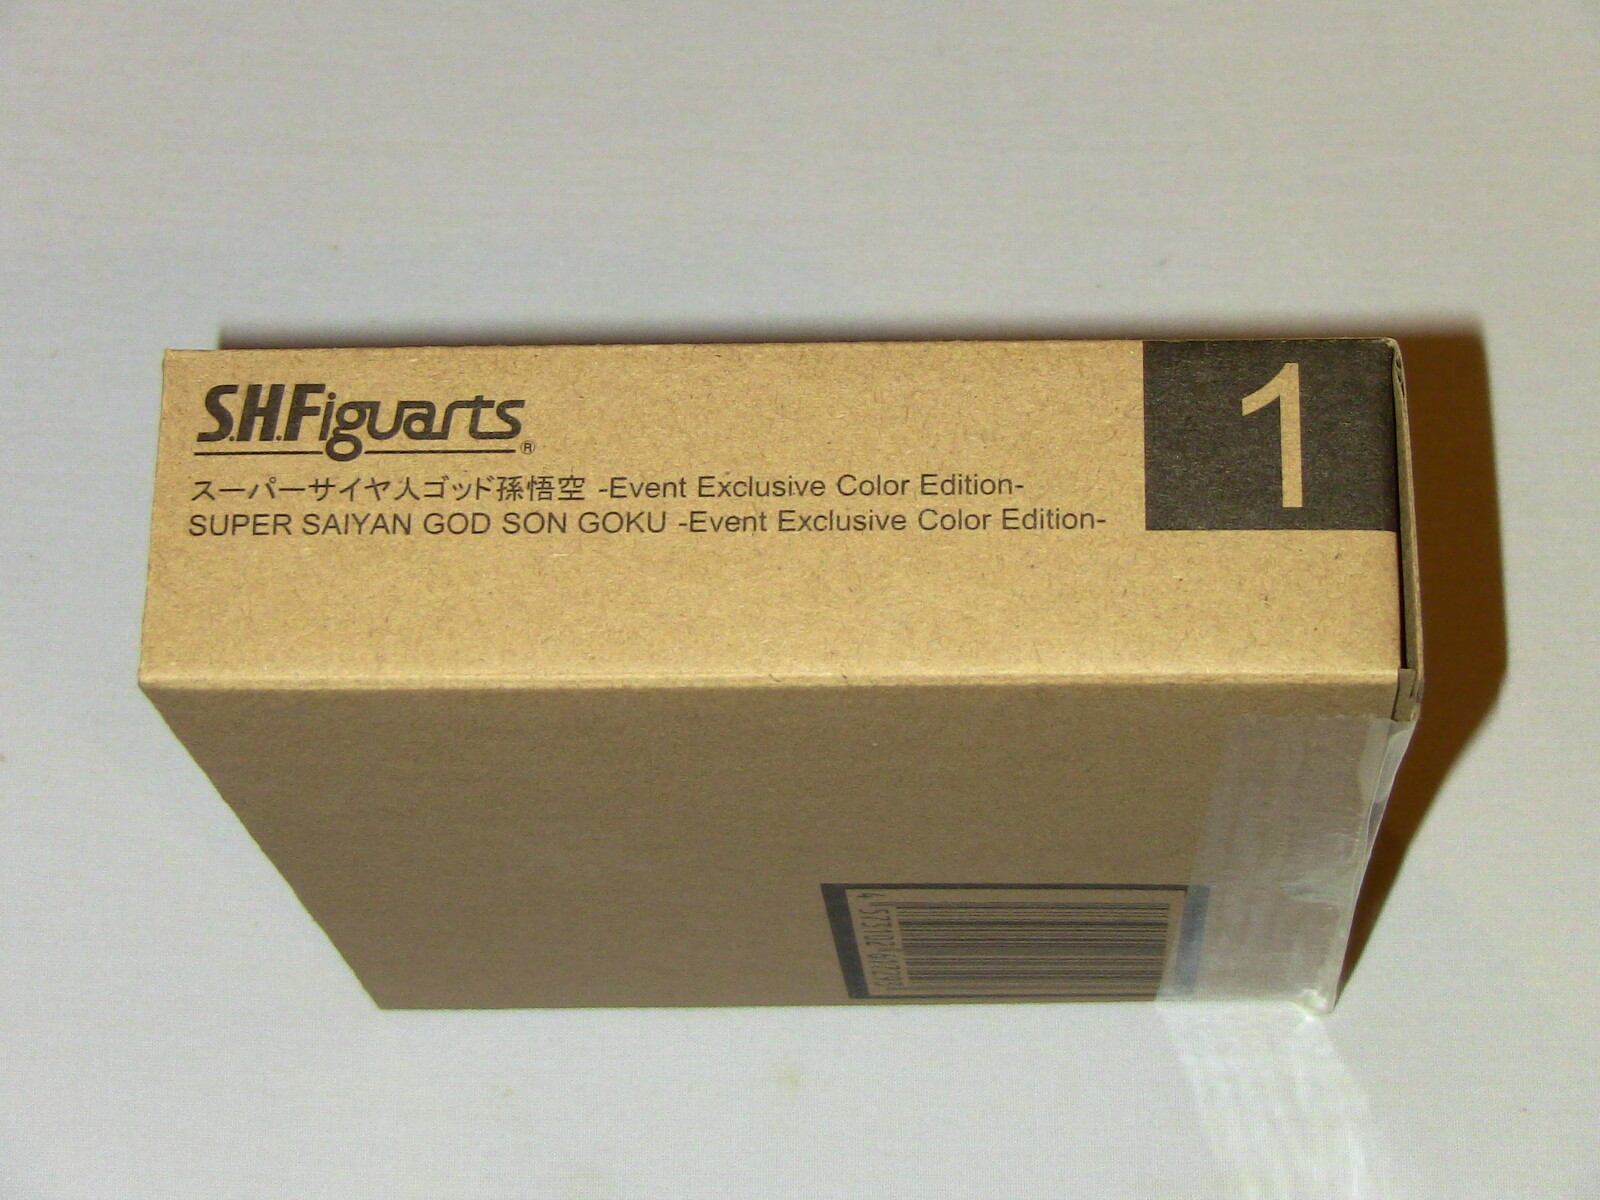 S.H.Figuarts®
スーパーサイヤ人ゴッド孫悟空 -Event Exclusive Color Edition-
SUPER SAIYAN GOD SON GOKU -Event Exclusive Color Edition-
1